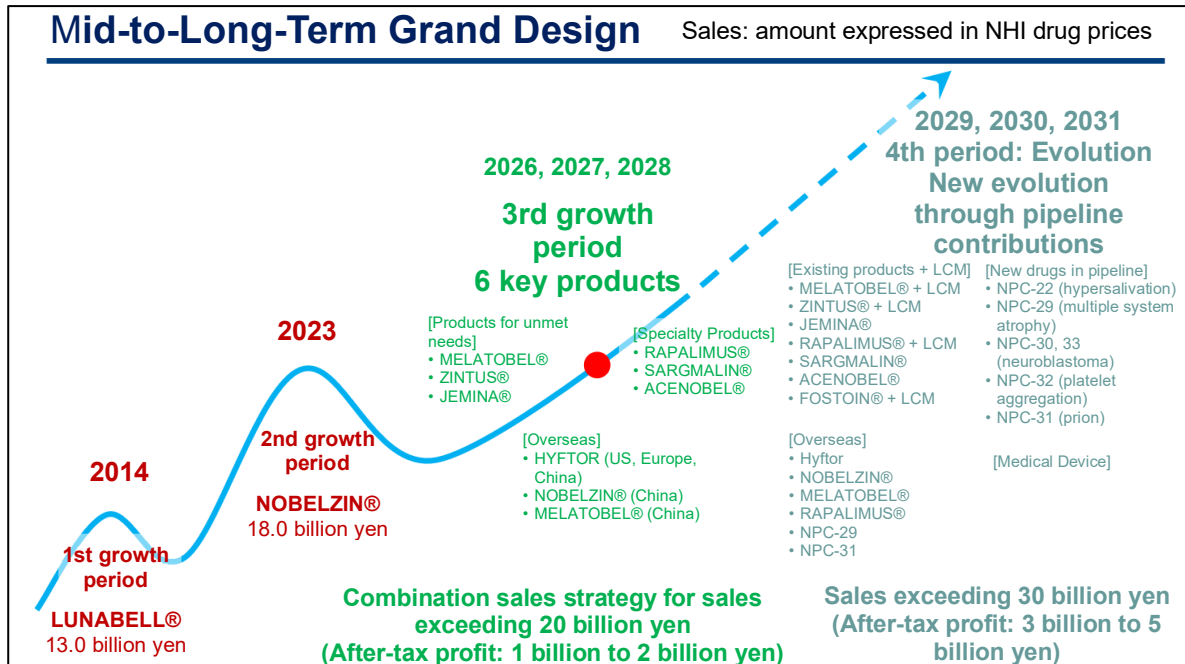 Mid-to-Long-Term Grand Design
Sales: amount expressed in NHI drug prices
2014
1st growth
period
LUNABELL®
13.0 billion yen
2023
2nd growth
period
NOBELZIN®
18.0 billion yen
2026, 2027, 2028
3rd growth
period
6 key products
[Products for unmet
needs]
• MELATOBEL®
• ZINTUS®
• JEMINA®
[Specialty Products]
• RAPALIMUS®
• SARGMALIN®
• ACENOBEL®
[Overseas]
• HYFTOR (US, Europe,
China)
• NOBELZIN® (China)
• MELATOBEL® (China)
Combination sales strategy for sales
exceeding 20 billion yen
(After-tax profit: 1 billion to 2 billion yen)
2029, 2030, 2031
4th period: Evolution
New evolution
through pipeline
contributions
[Existing products + LCM]
• MELATOBEL® + LCM
• ZINTUS® + LCM
• JEMINA®
• RAPALIMUS® + LCM
• SARGMALIN®
• ACENOBEL®
• FOSTOIN® + LCM
[New drugs in pipeline]
• NPC-22 (hypersalivation)
• NPC-29 (multiple system
atrophy)
• NPC-30, 33
(neuroblastoma)
• NPC-32 (platelet
aggregation)
• NPC-31 (prion)
[Overseas]
• Hyftor
• NOBELZIN®
• MELATOBEL®
• RAPALIMUS®
• NPC-29
• NPC-31
[Medical Device]
Sales exceeding 30 billion yen
(After-tax profit: 3 billion to 5
billion yen)